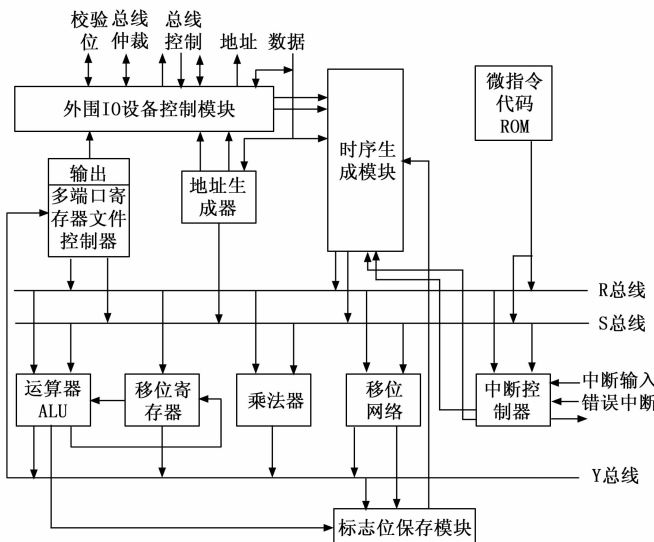 校验位
总线仲裁
总线控制
地址
数据
外围IO设备控制模块
时序生成模块
微指令
代码
ROM
输出
多端口寄
存器文件
控制器
地址生
成器
R总线
S总线
运算器
ALU
移位寄
存器
乘法器
移位
网络
中断控
制器
中断输入
错误中断
Y总线
标志位保存模块